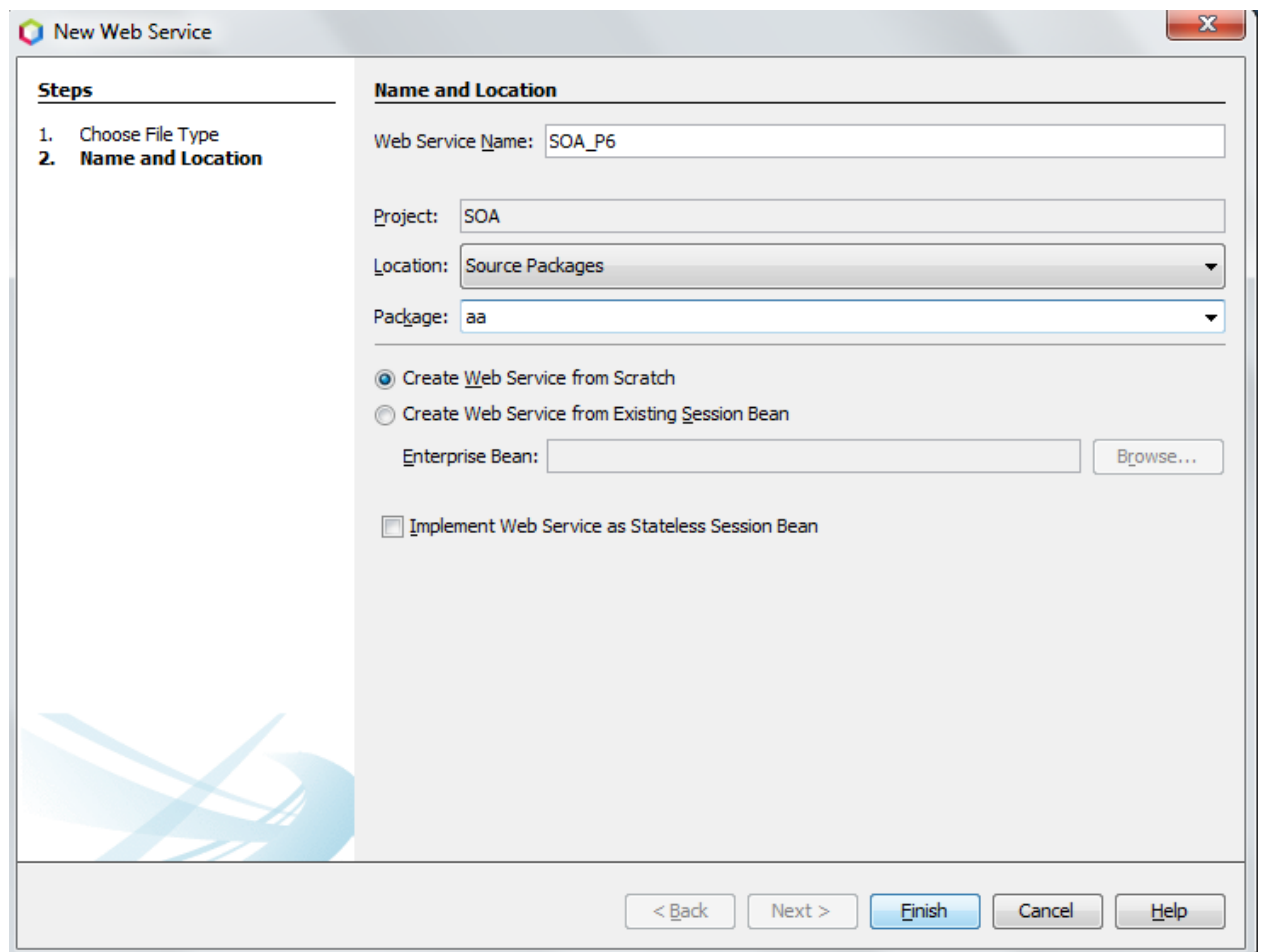 New Web Service
X
Steps
1. Choose File Type
2. Name and Location
Name and Location
Web Service Name: SOA_P6
Project: SOA
Location: Source Packages
Package: aa
Create Web Service from Scratch
Create Web Service from Existing Session Bean
Enterprise Bean: Browse...
Implement Web Service as Stateless Session Bean
< Back Next > Finish Cancel Help